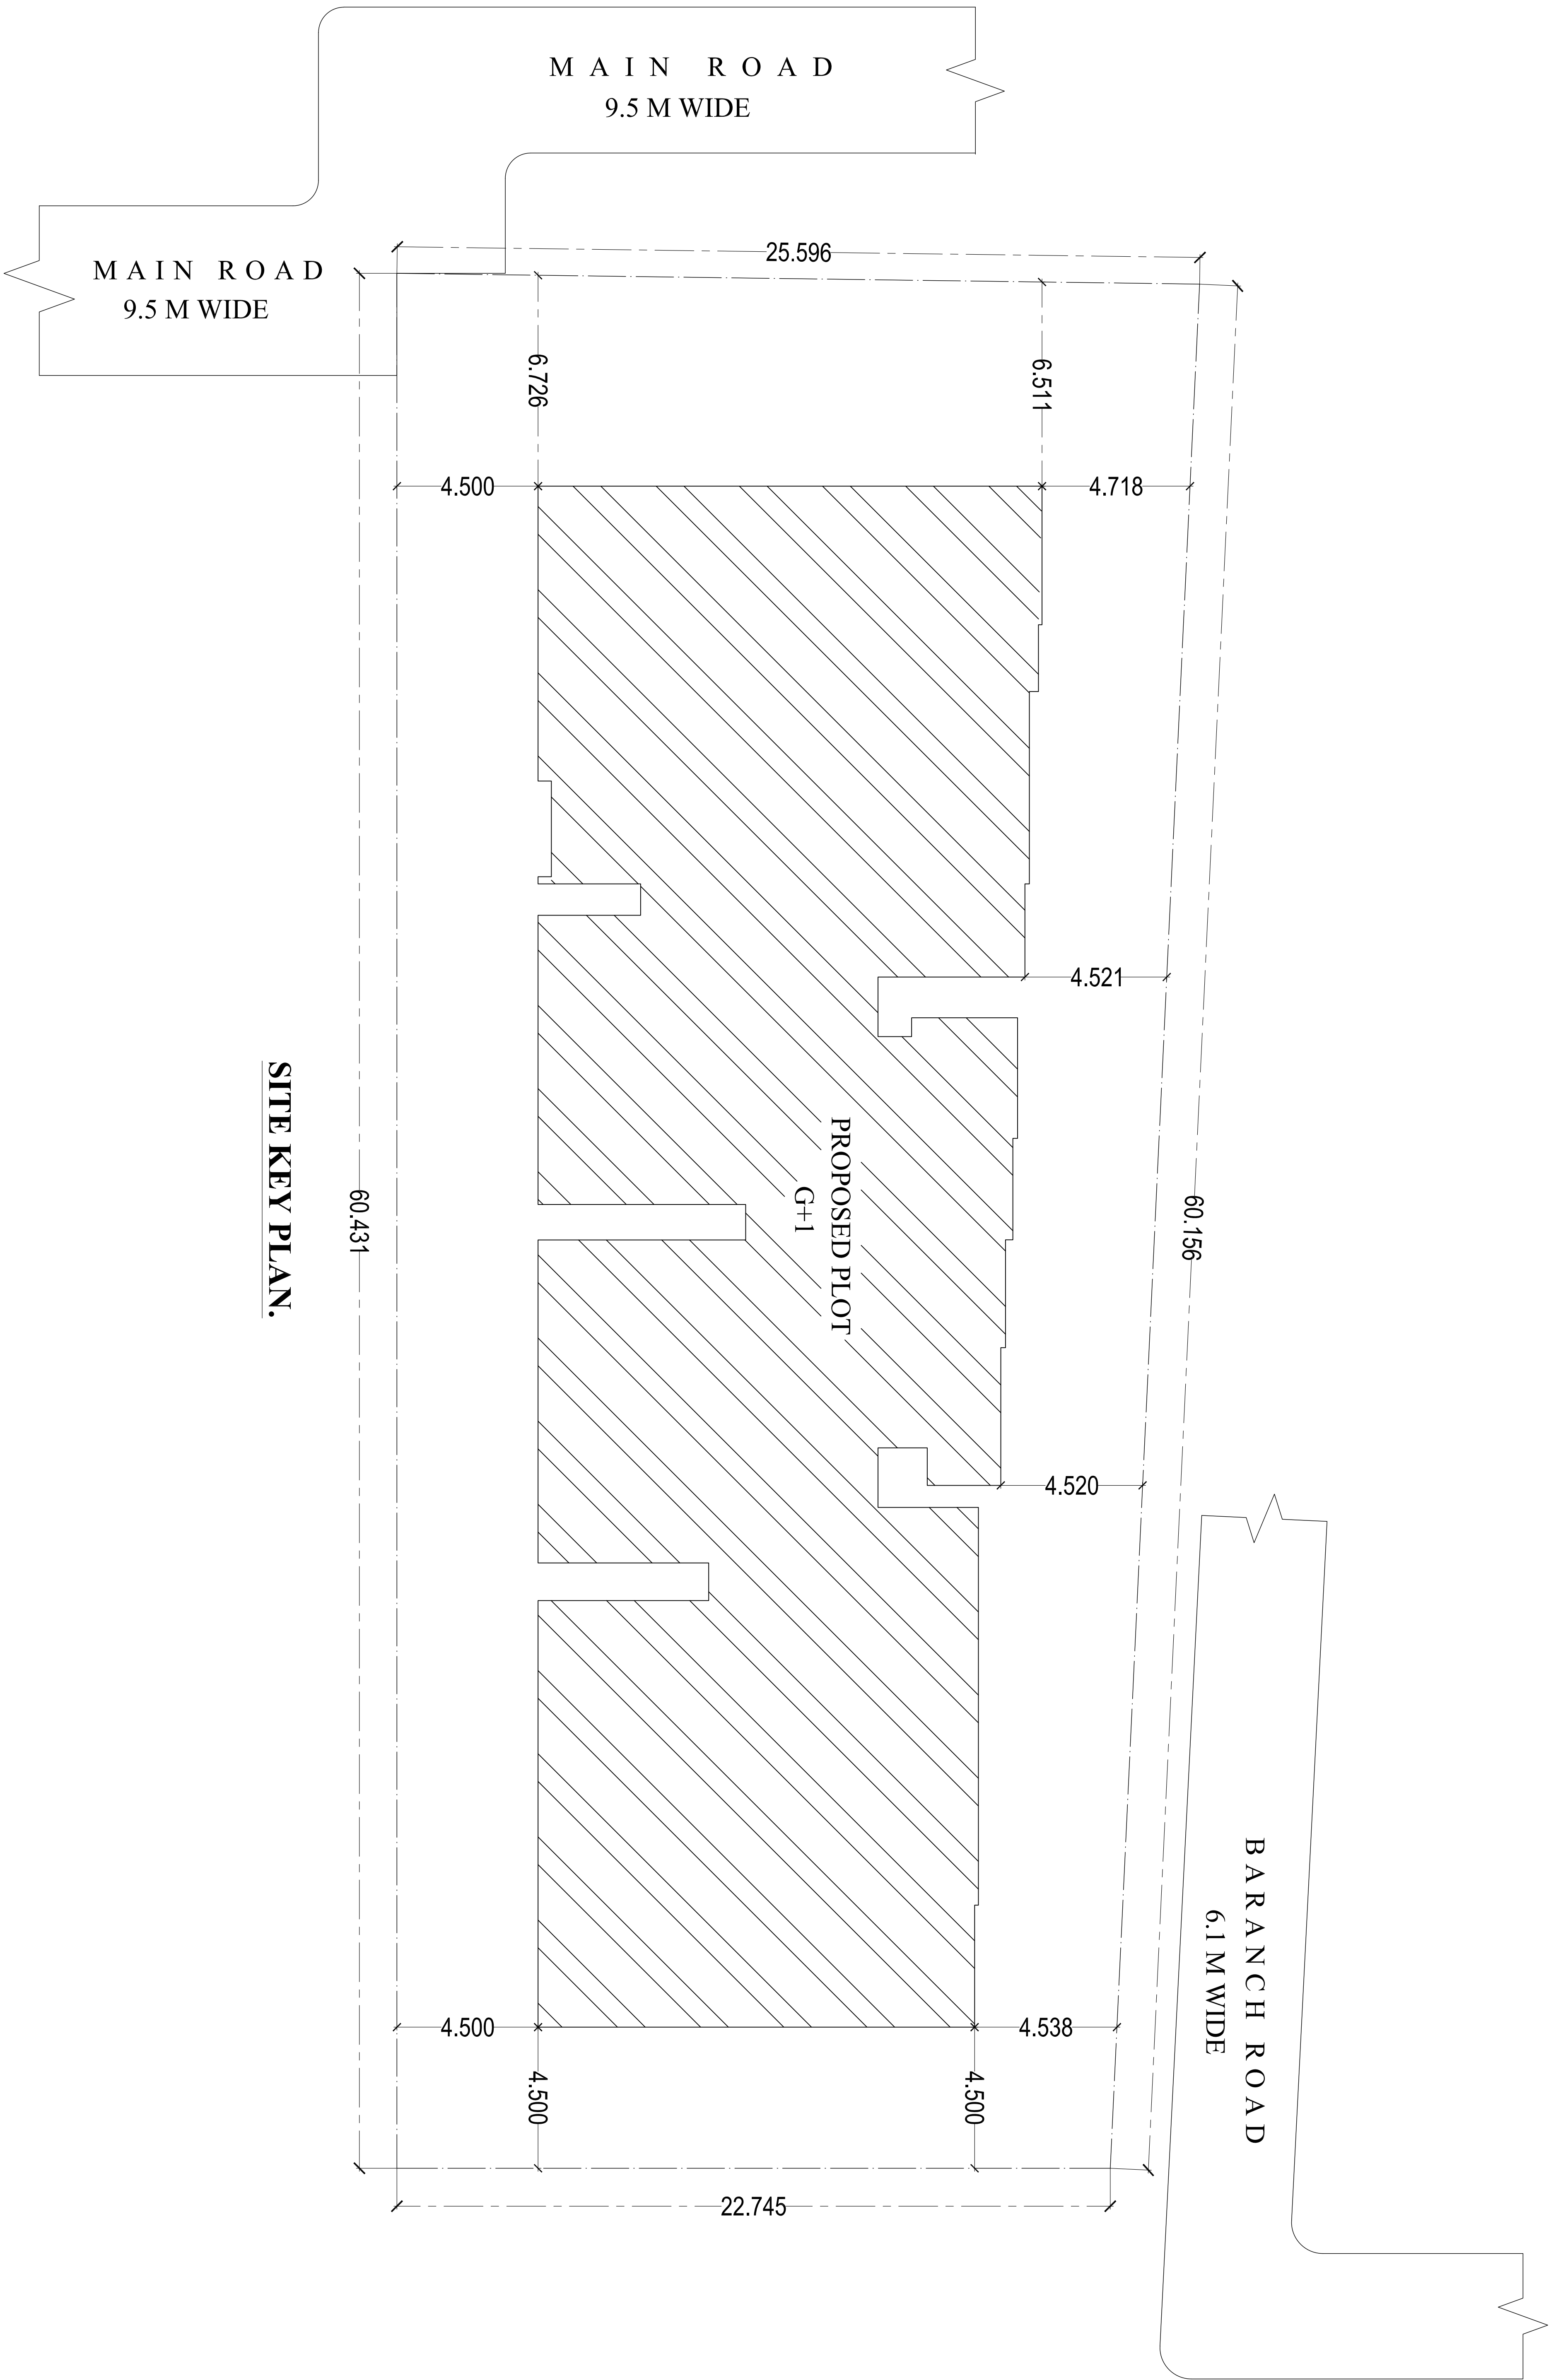 MAIN ROAD
9.5 M WIDE
MAIN ROAD
9.5 M WIDE
25.596
6.726
6.511
4.500
4.718
4.521
PROPOSED PLOT
G+1
SITE KEY PLAN.
60.431
60.156
4.520
BARANCH ROAD
6.1 M WIDE
4.500
4.538
4.500
4.500
22.745